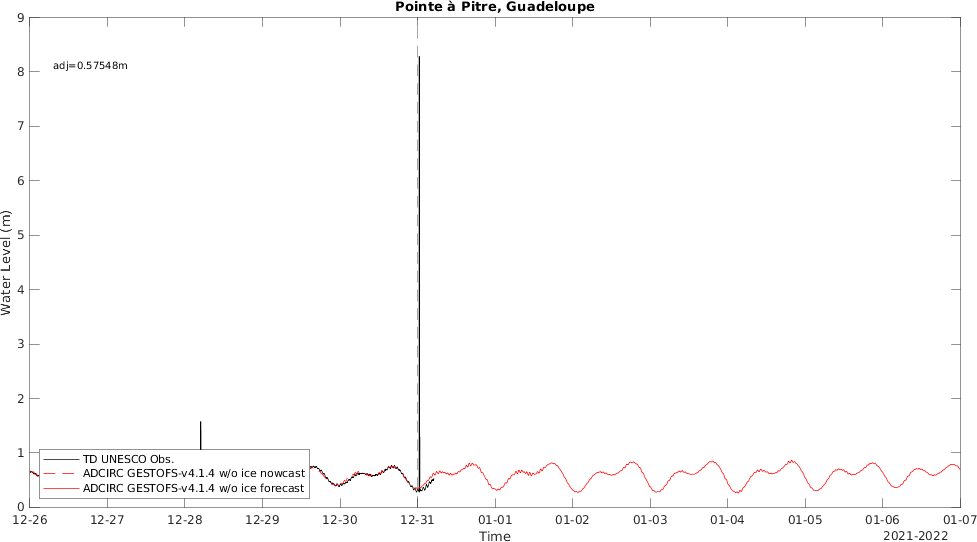 Pointe à Pitre, Guadeloupe
9
adj=0.57548m
8
7
6
5
4
3
2
1
0
Water Level (m)
TD UNESCO Obs.
ADCIRC GESTOFS-v4.1.4 w/o ice nowcast
ADCIRC GESTOFS-v4.1.4 w/o ice forecast
12-26 12-27 12-28 12-29 12-30 12-31 01-01 01-02 01-03 01-04 01-05 01-06 01-07
Time
2021-2022